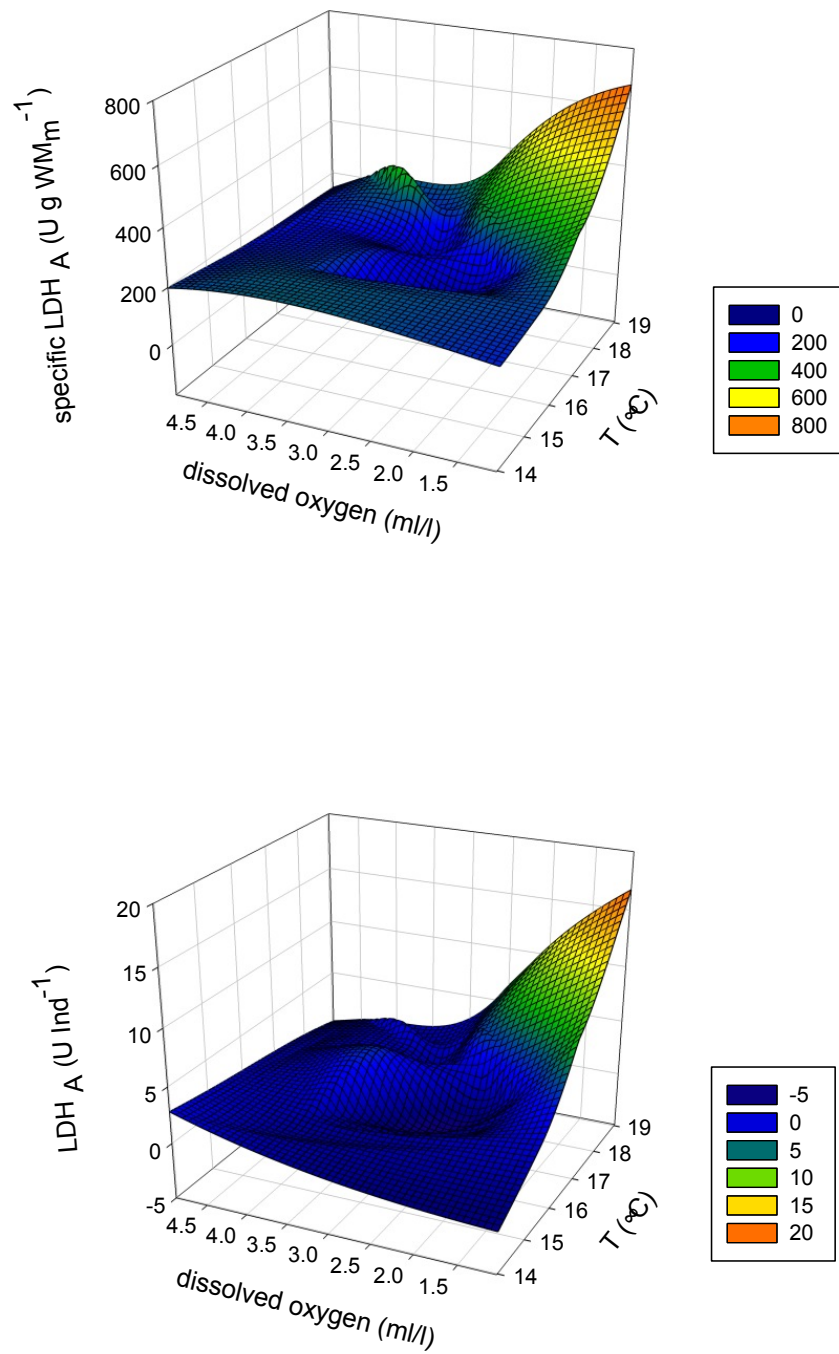 800
600
400
200
0
specific LDH A (U g WMm-1)
4.5 4.0 3.5 3.0 2.5 2.0 1.5
dissolved oxygen (ml/l)
14 15 16 17 18 19
T (°C)
0
200
400
600
800
20
15
10
5
0
-5
LDH A (U Ind-1)
4.5 4.0 3.5 3.0 2.5 2.0 1.5
dissolved oxygen (ml/l)
14 15 16 17 18 19
T (°C)
-5
0
5
10
15
20